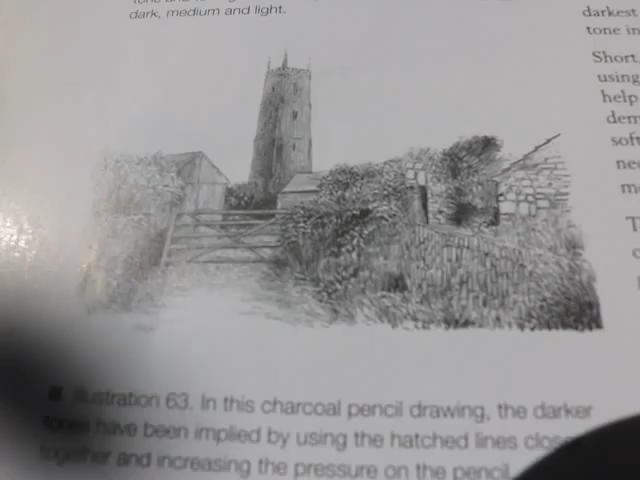 dark, medium and light.
darkest
tone in
Short,
using
help
dem
soft
Illustration 63. In this charcoal pencil drawing, the darker
tones have been implied by using the hatched lines close
together and increasing the pressure on the pencil